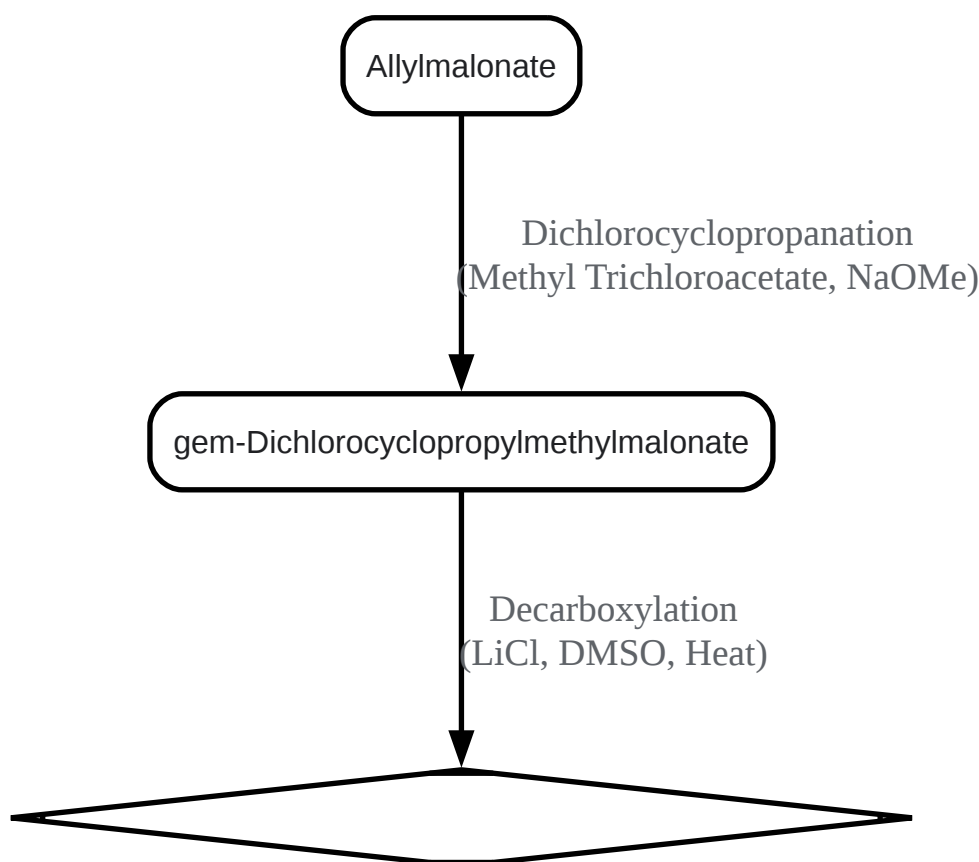 Allylmalonate
Dichlorocyclopropanation
(Methyl Trichloroacetate, NaOMe)
gem-Dichlorocyclopropylmethylmalonate
Decarboxylation
(LiCl, DMSO, Heat)